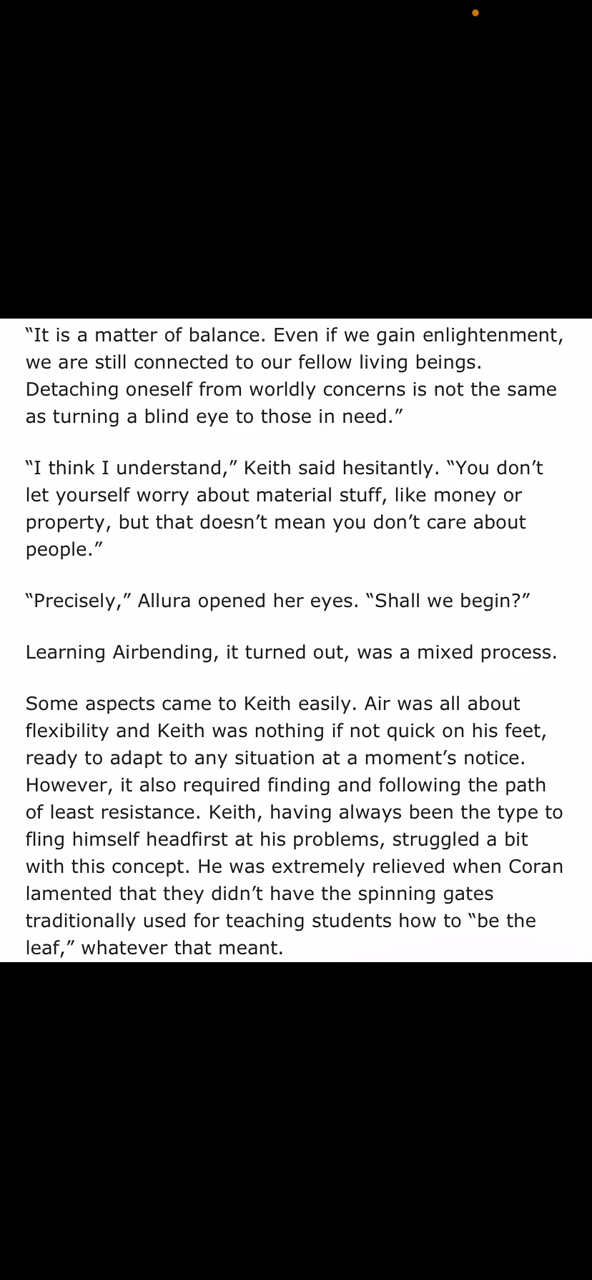 “It is a matter of balance. Even if we gain enlightenment,
we are still connected to our fellow living beings.
Detaching oneself from worldly concerns is not the same
as turning a blind eye to those in need.”
“I think I understand,” Keith said hesitantly. “You don’t
let yourself worry about material stuff, like money or
property, but that doesn’t mean you don’t care about
people.”
“Precisely,” Allura opened her eyes. “Shall we begin?”
Learning Airbending, it turned out, was a mixed process.
Some aspects came to Keith easily. Air was all about
flexibility and Keith was nothing if not quick on his feet,
ready to adapt to any situation at a moment’s notice.
However, it also required finding and following the path
of least resistance. Keith, having always been the type to
fling himself headfirst at his problems, struggled a bit
with this concept. He was extremely relieved when Coran
lamented that they didn’t have the spinning gates
traditionally used for teaching students how to “be the
leaf,” whatever that meant.